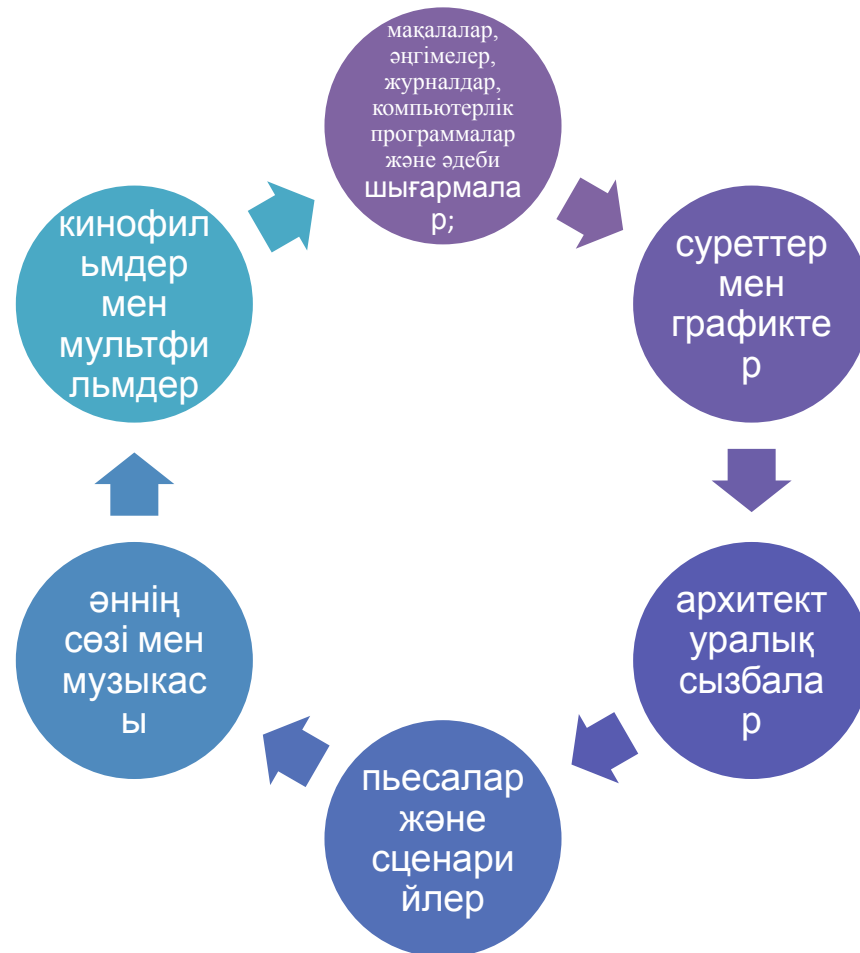 мақалалар,
әңгімелер,
журналдар,
компьютерлік
программалар
және әдеби
шығармала
р;
суреттер
мен
графикте
р
архитект
уралық
сызбала
р
пьесалар
және
сценари
йлер
әннің
сөзі мен
музыкас
ы
кинофил
ьмдер
мен
мультфи
льмдер